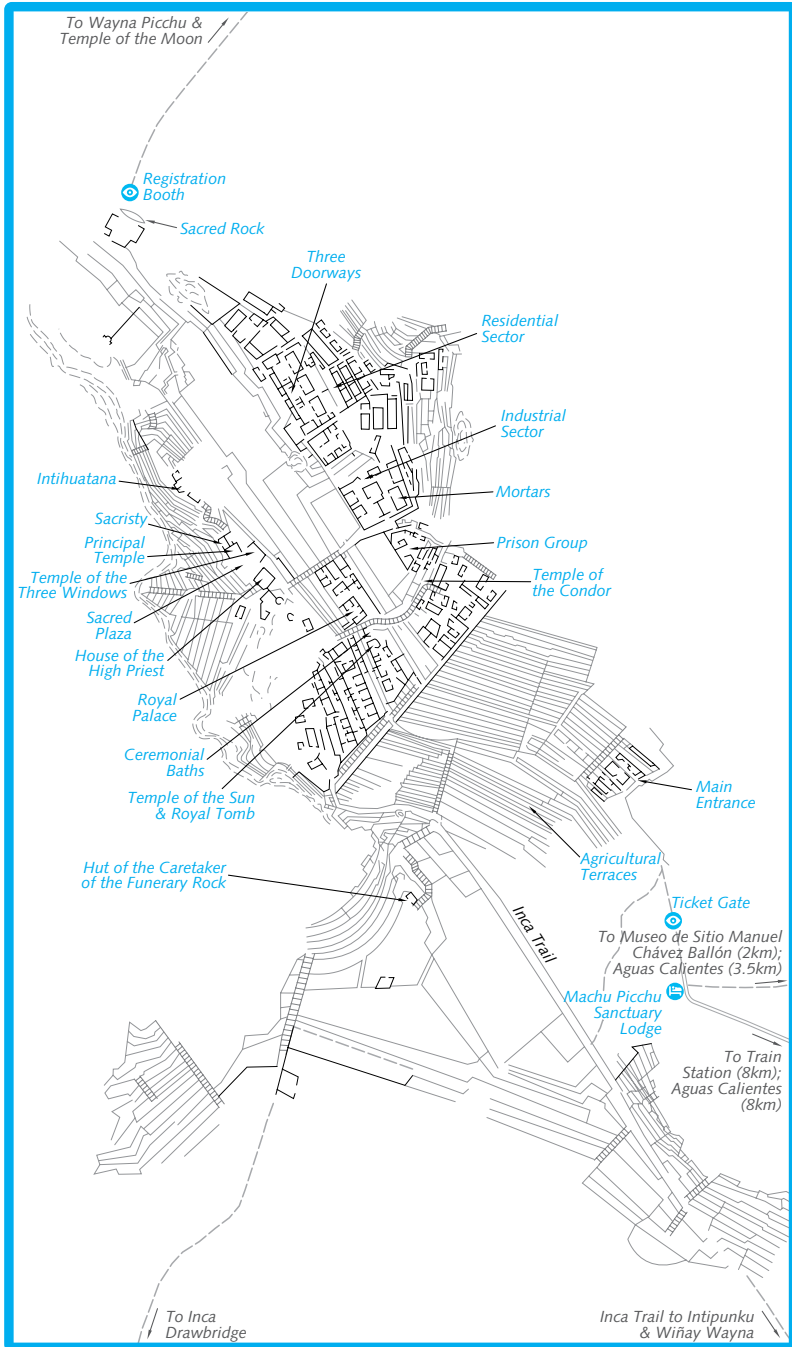 To Wayna Picchu &
Temple of the Moon
Registration
Booth
Sacred Rock
Three
Doorways
Residential
Sector
Industrial
Sector
Intihuatana
Mortars
Sacristy
Principal
Temple
Prison Group
Temple of the
Three Windows
Temple of
the Condor
Sacred
Plaza
House of the
High Priest
Royal
Palace
Ceremonial
Baths
Temple of the Sun
& Royal Tomb
Main
Entrance
Agricultural
Terraces
Hut of the Caretaker
of the Funerary Rock
Inca Trail
Ticket Gate
To Museo de Sitio Manuel
Chávez Ballón (2km);
Aguas Calientes (3.5km)
Machu Picchu
Sanctuary
Lodge
To Train
Station (8km);
Aguas Calientes
(8km)
To Inca
Drawbridge
Inca Trail to Intipunku
& Wiñay Wayna